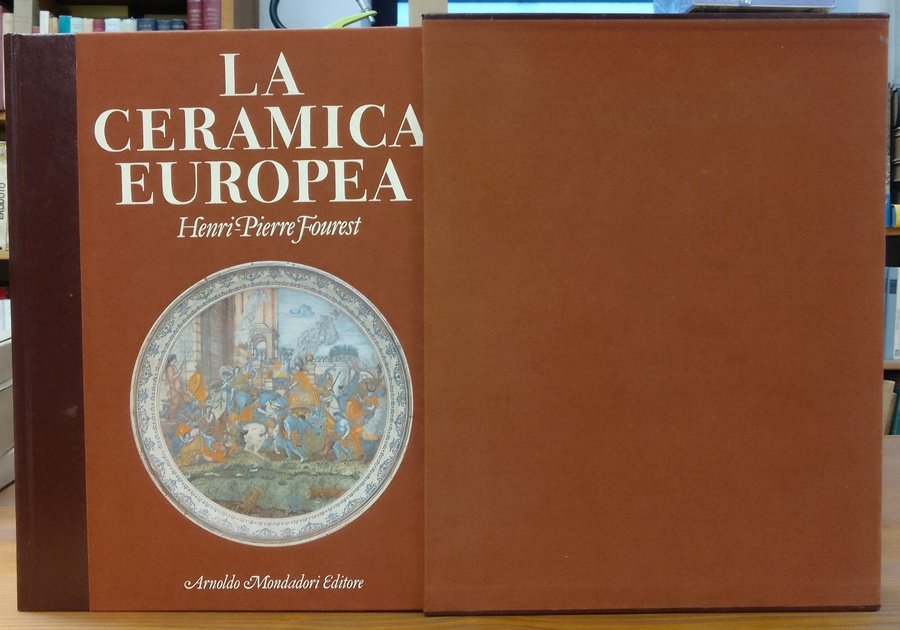 LA
CERAMICA
EUROPEA
Henri-Pierre Fourest
Arnoldo Mondadori Editore